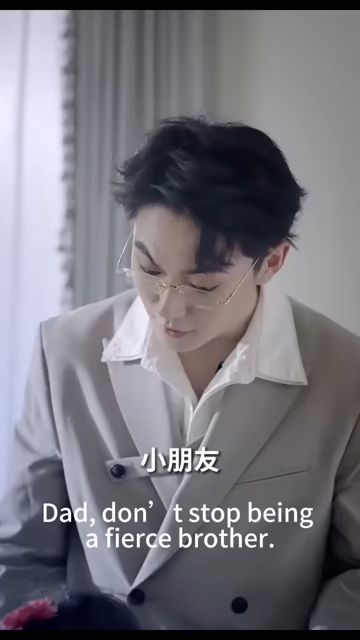 小朋友
Dad, don’t stop being
a fierce brother.